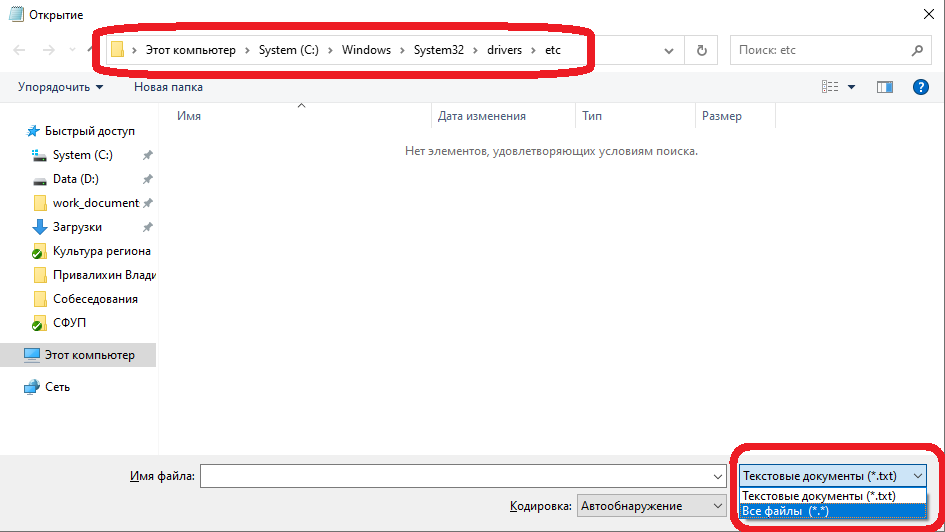 Открытие
Этот компьютер > System (C:) > Windows > System32 > drivers > etc
Поиск: etc
Упорядочить
Новая папка
Имя
Дата изменения
Тип
Размер
Нет элементов, удовлетворяющих условиям поиска.
Быстрый доступ
System (C:)
Data (D:)
work_document
Загрузки
Культура региона
Привалихин Влади
Собеседования
СФУП
Этот компьютер
Сеть
Имя файла:
Текстовые документы (*.txt)
Текстовые документы (*.txt)
Все файлы (*.*)
Кодировка:
Автообнаружение